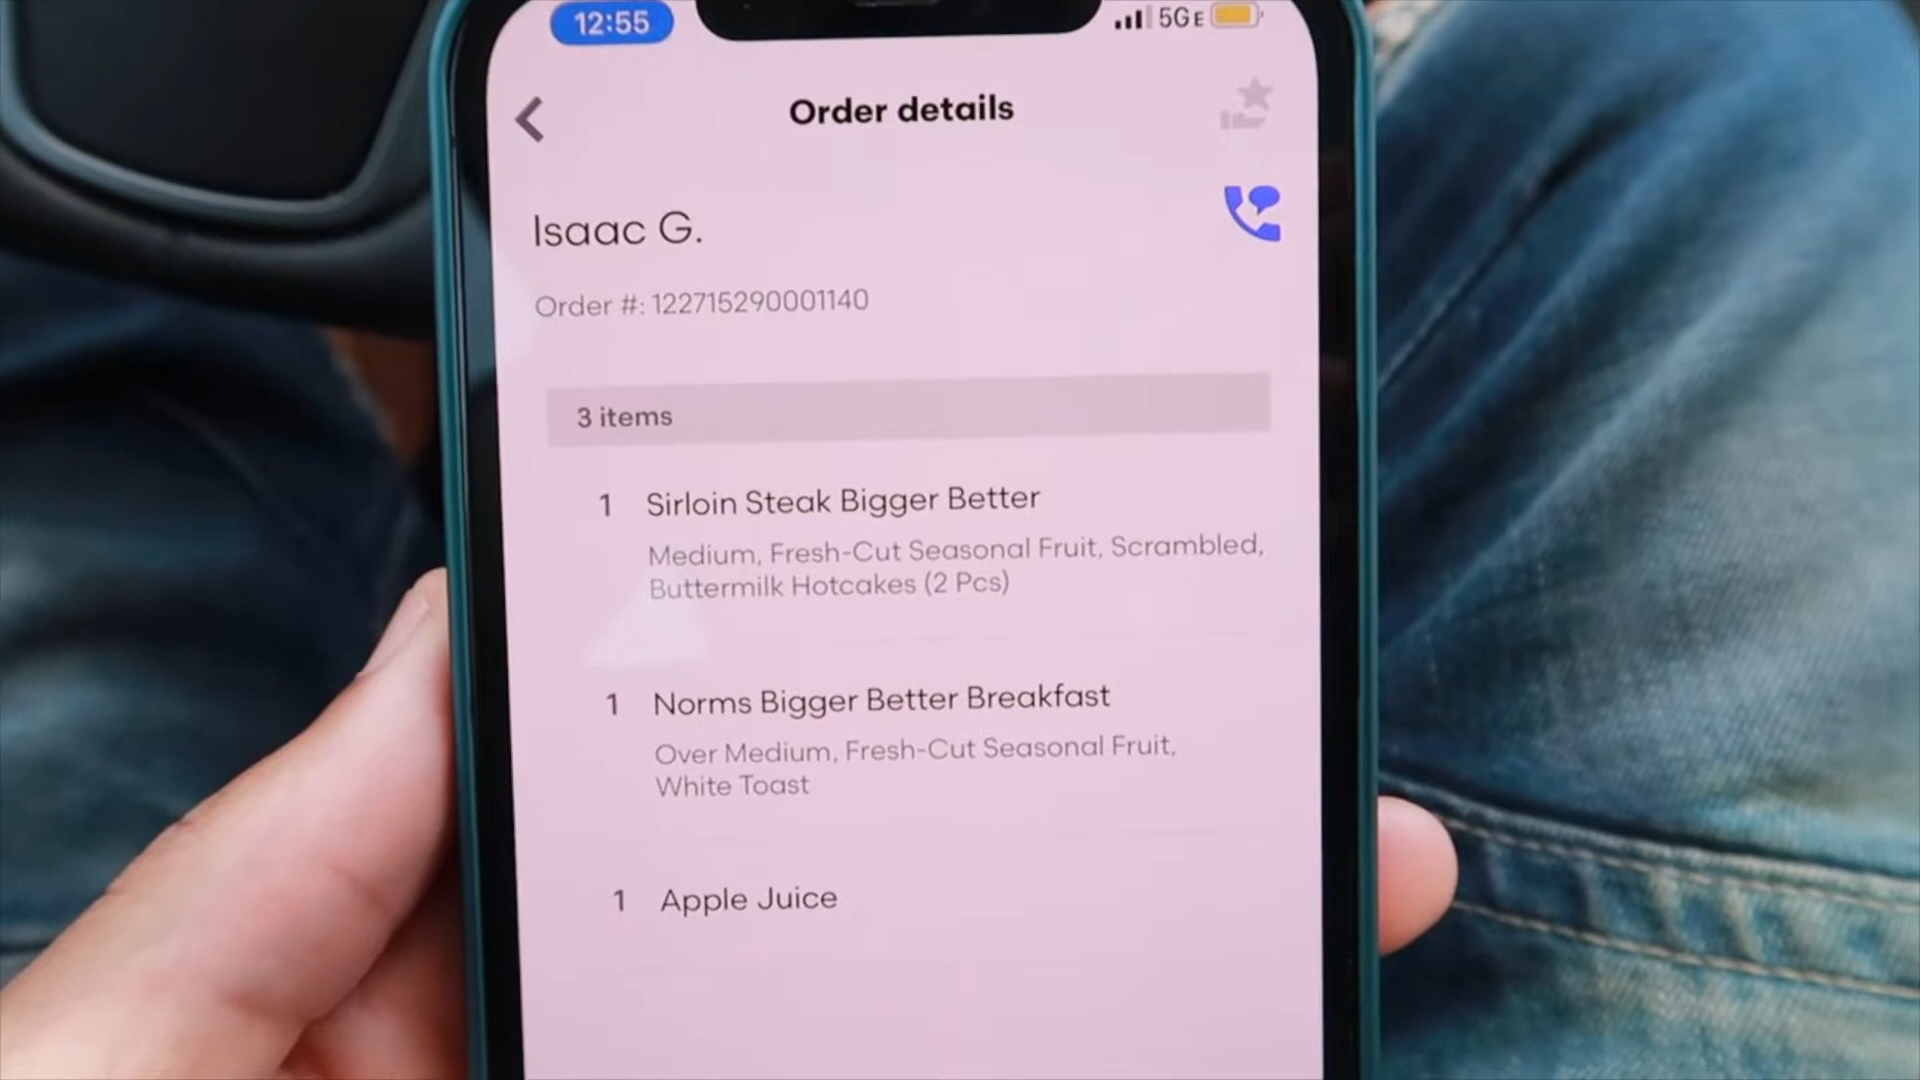 12:55
5GE
Order details
Isaac G.
Order #: 122715290001140
3 items
1 Sirloin Steak Bigger Better
Medium, Fresh-Cut Seasonal Fruit, Scrambled,
Buttermilk Hotcakes (2 Pcs)
1 Norms Bigger Better Breakfast
Over Medium, Fresh-Cut Seasonal Fruit,
White Toast
1 Apple Juice